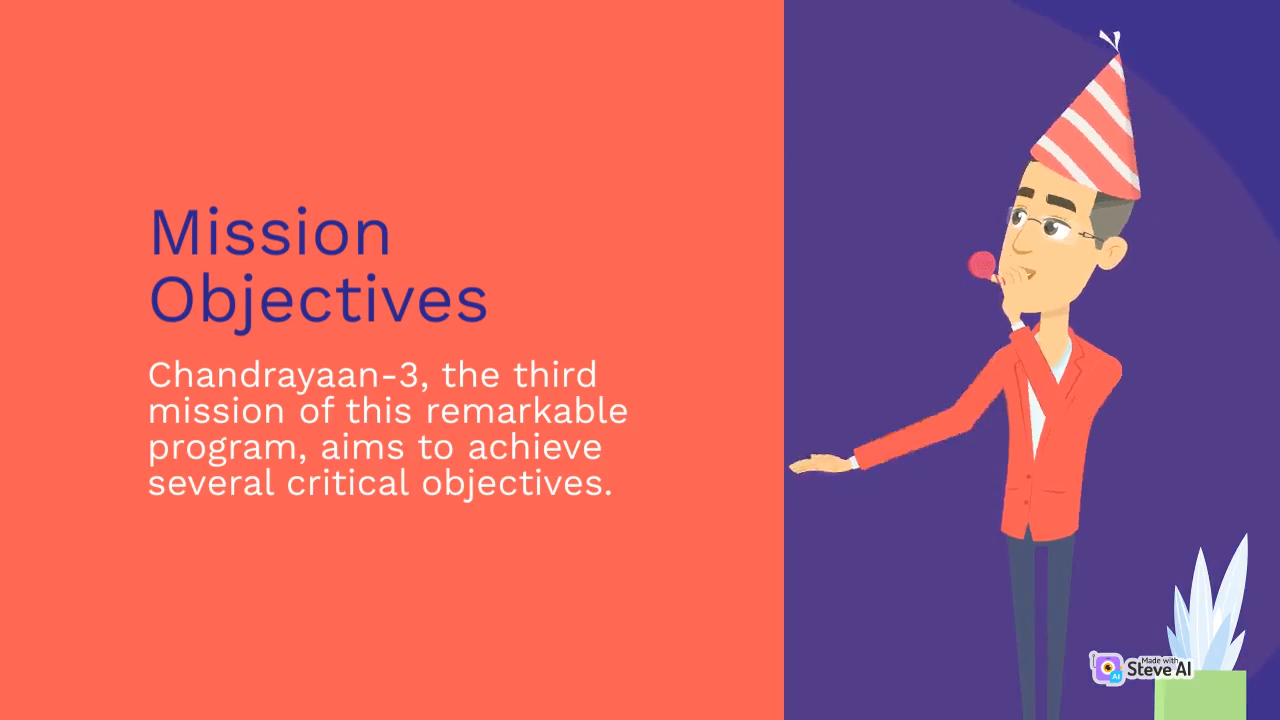 Mission
Objectives
Chandrayaan-3, the third
mission of this remarkable
program, aims to achieve
several critical objectives.
Made with
AI Steve AI